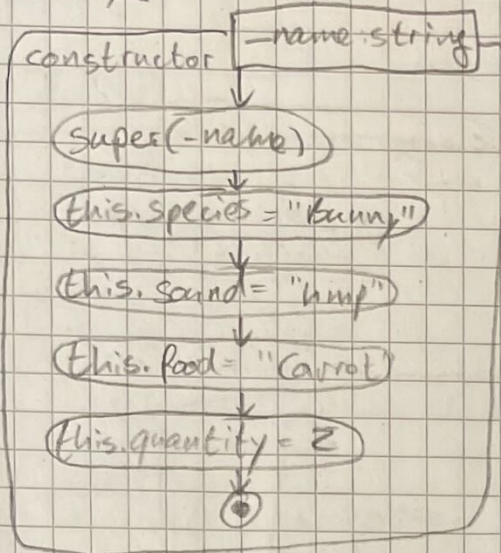 _name:string
constructor
super(_name)
this.species = "Bunny"
this.sound = "hmp"
this.food = "Carrot
this.quantity = 2